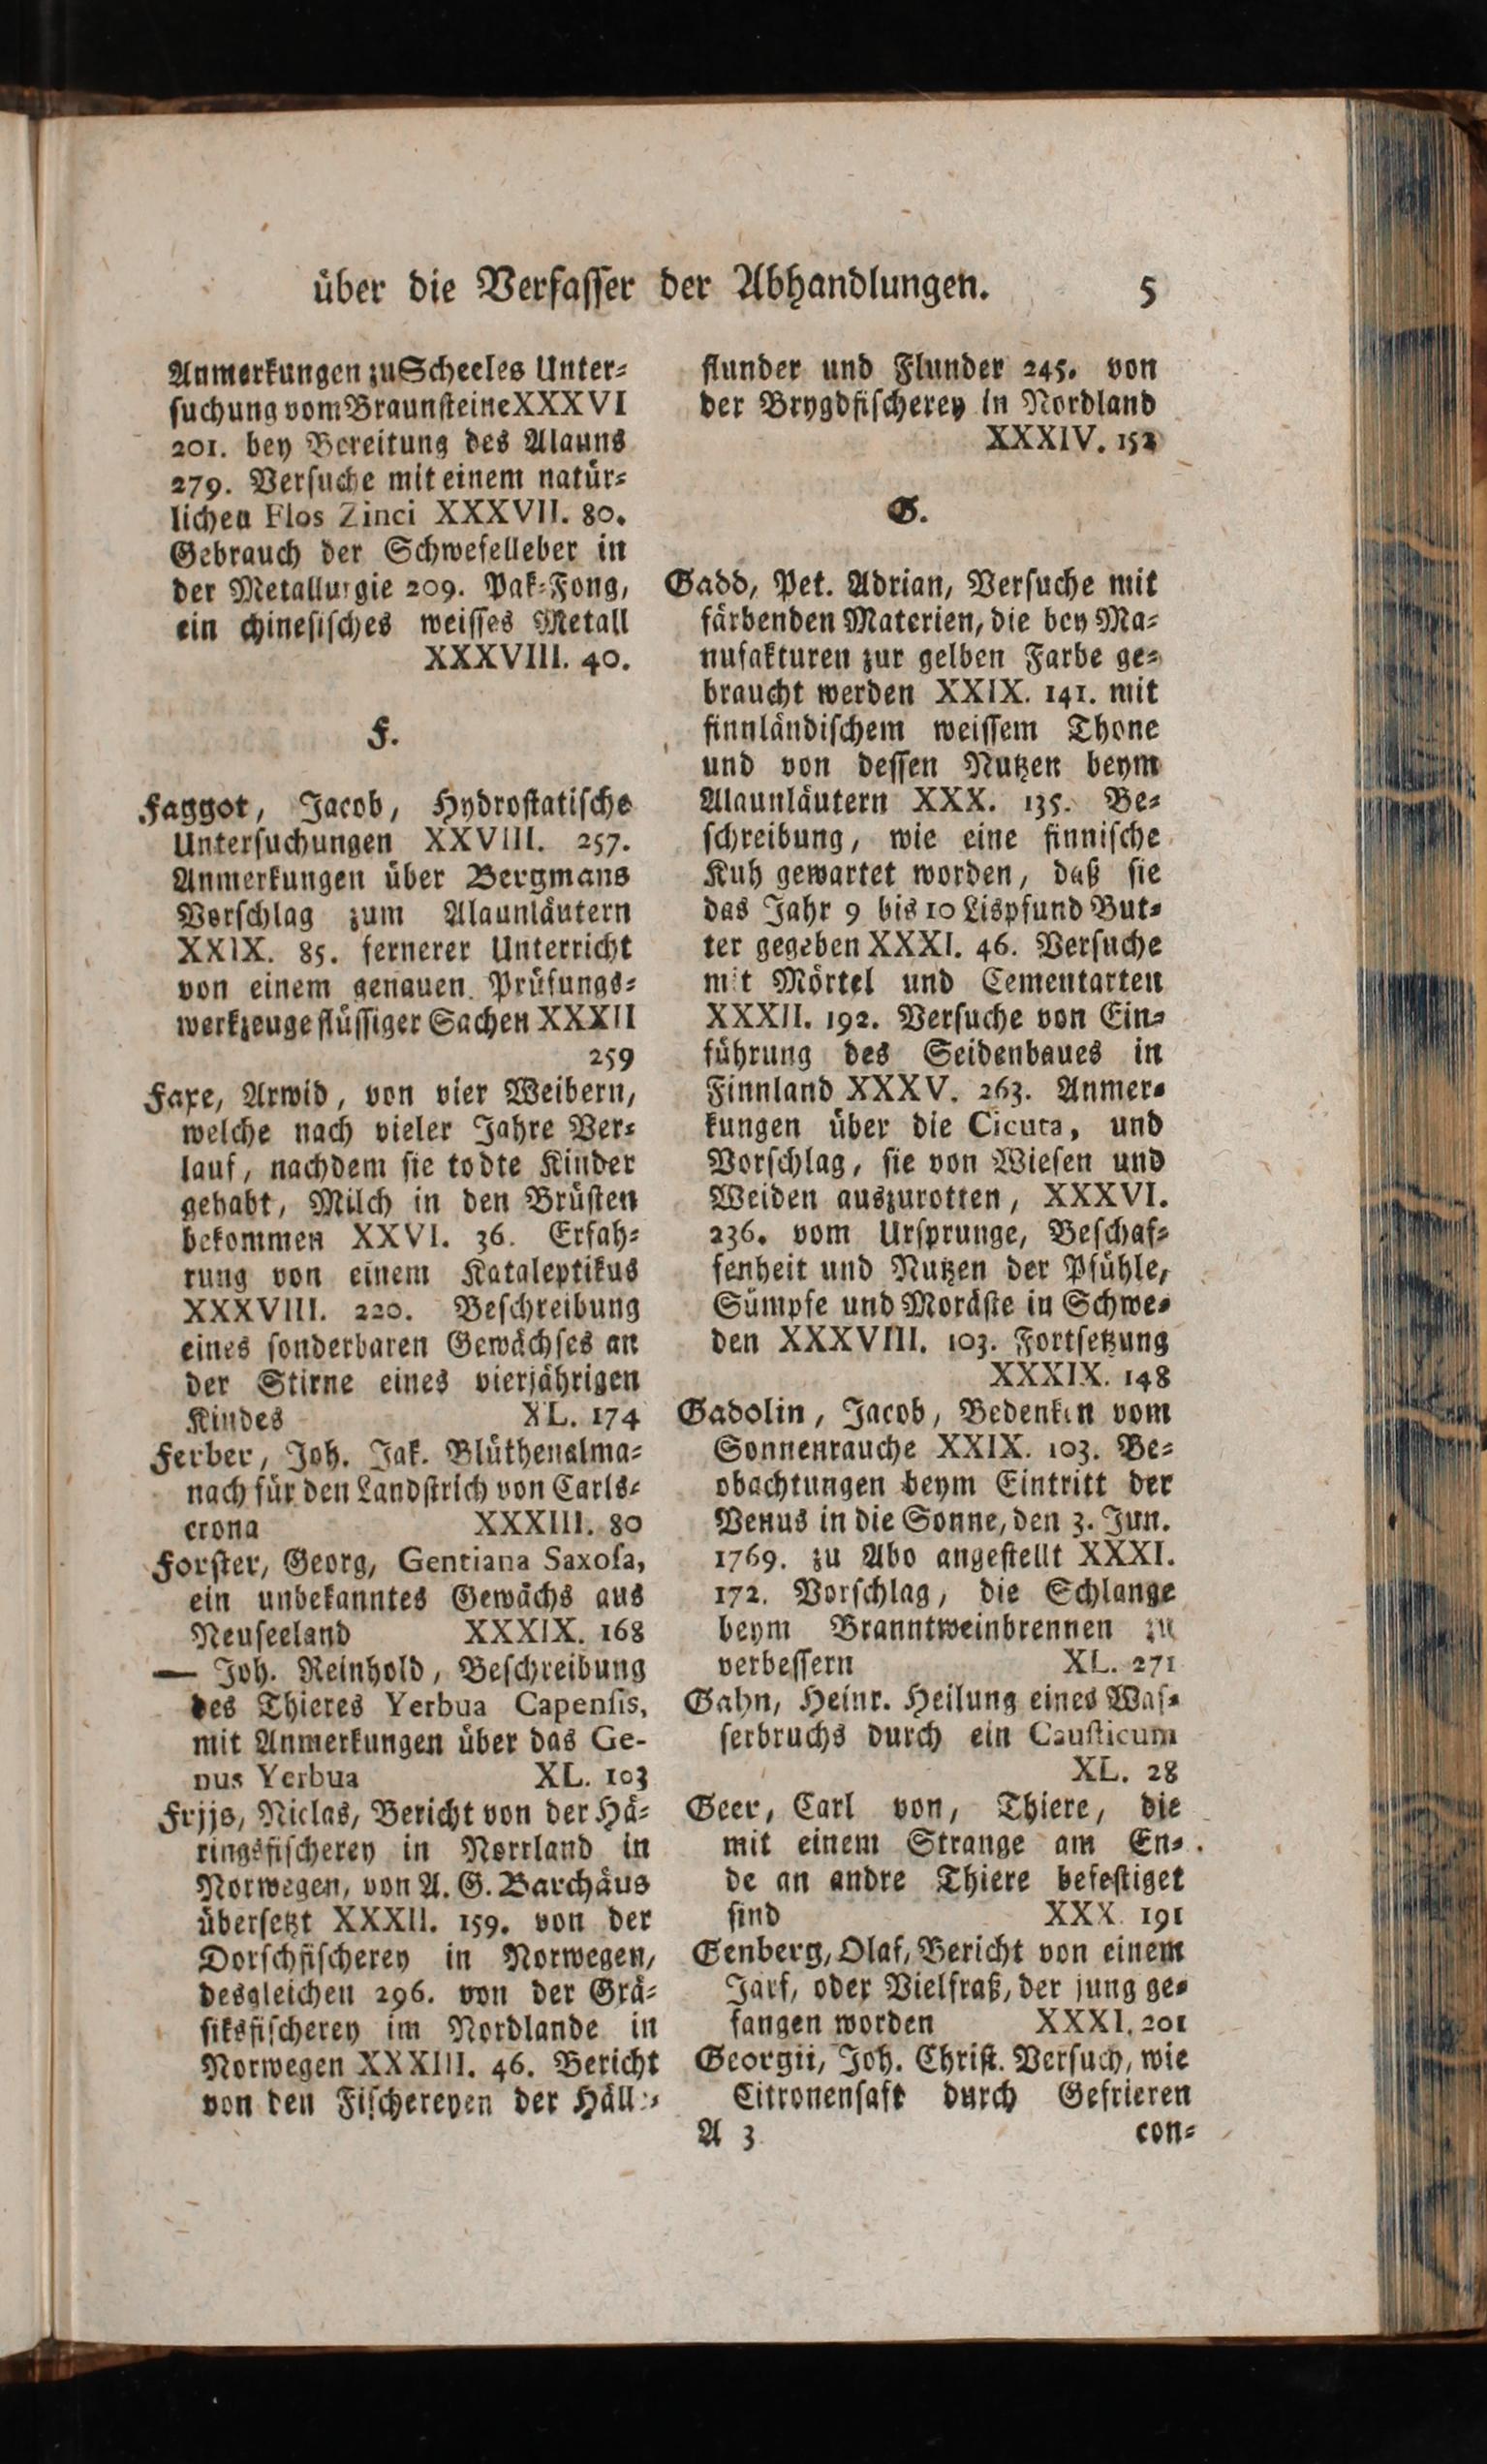 über die Verfaſſer der Abhandlungen. 5
Anmerkungen zu Scheeles Unter⸗
ſuchung vom Braunſteine XXXVI
201. bey Bereitung des Alauns
279. Verſuche mit einem natür⸗
lichen Flos Zinci XXXVII. 80.
Gebrauch der Schwefelleber in
der Metallurgie 209. Pak⸗Fong,
ein chineſiſches weiſſes Metall
XXXVIII. 40.
F.
Faggot, Jacob, Hydroſtatiſche
Unterſuchungen XXVIII. 257.
Anmerkungen über Bergmans
Vorſchlag zum Alaunläutern
XXIX. 85. fernerer Unterricht
von einem genauen Prüfungs⸗
werkzeuge flüſſiger Sachen XXXII
259
Faxe, Arwid, von vier Weibern,
welche nach vieler Jahre Ver⸗
lauf, nachdem ſie todte Kinder
gehabt, Milch in den Brüſten
bekommen XXVI. 36. Erfah⸗
rung von einem Kataleptikus
XXXVIII. 220. Beſchreibung
eines ſonderbaren Gewächſes an
der Stirne eines vierjährigen
Kindes XL. 174
Ferber, Joh. Jak. Blüthenalma⸗
nach für den Landſtrich von Carls⸗
crona XXXIII. 80
Forſter, Georg, Gentiana Saxoſa,
ein unbekanntes Gewächs aus
Neuſeeland XXXIX. 168
— Joh. Reinhold, Beſchreibung
des Thieres Yerbua Capenſis,
mit Anmerkungen über das Ge-
nus Yerbua XL. 103
Frijs, Niclas, Bericht von der Hä⸗
ringsfiſcherey in Norrland in
Norwegen, von A. G. Barchäus
überſetzt XXXII. 159. von der
Dorſchfiſcherey in Norwegen,
desgleichen 296. von der Grä⸗
ſiksfiſcherey im Nordlande in
Norwegen XXXIII. 46. Bericht
von den Fiſchereyen der Häll⸗
flunder und Flunder 245. von
der Brygdfiſcherey in Nordland
XXXIV. 152
G.
Gadd, Pet. Adrian, Verſuche mit
färbenden Materien, die bey Ma⸗
nufakturen zur gelben Farbe ge⸗
braucht werden XXIX. 141. mit
finnländiſchem weiſſem Thone
und von deſſen Nutzen beym
Alaunläutern XXX. 135. Be⸗
ſchreibung, wie eine finniſche
Kuh gewartet worden, daß ſie
das Jahr 9 bis 10 Lispfund But⸗
ter gegeben XXXI. 46. Verſuche
mit Mörtel und Cementarten
XXXII. 192. Verſuche von Ein⸗
führung des Seidenbaues in
Finnland XXXV. 263. Anmer⸗
kungen über die Cicuta, und
Vorſchlag, ſie von Wieſen und
Weiden auszurotten, XXXVI.
236. vom Urſprunge, Beſchaf⸗
fenheit und Nutzen der Pfühle,
Sümpfe und Moräſte in Schwe⸗
den XXXVIII. 103. Fortſetzung
XXXIX. 148
Gadolin, Jacob, Bedenken vom
Sonnenrauche XXIX. 103. Be⸗
obachtungen beym Eintritt der
Venus in die Sonne, den 3. Jun.
1769. zu Abo angeſtellt XXXI.
172. Vorſchlag, die Schlange
beym Branntweinbrennen zu
verbeſſern XL. 271
Gahn, Heinr. Heilung eines Waſ⸗
ſerbruchs durch ein Cauſticum
XL. 28
Geer, Carl von, Thiere, die
mit einem Strange am En⸗
de an andre Thiere befeſtiget
ſind XXX. 191
Genberg, Olaf, Bericht von einem
Jarf, oder Vielfraß, der jung ge⸗
fangen worden XXXI. 201
Georgii, Joh. Chriſt. Verſuch, wie
Citronenſaft durch Gefrieren
A 3 con⸗